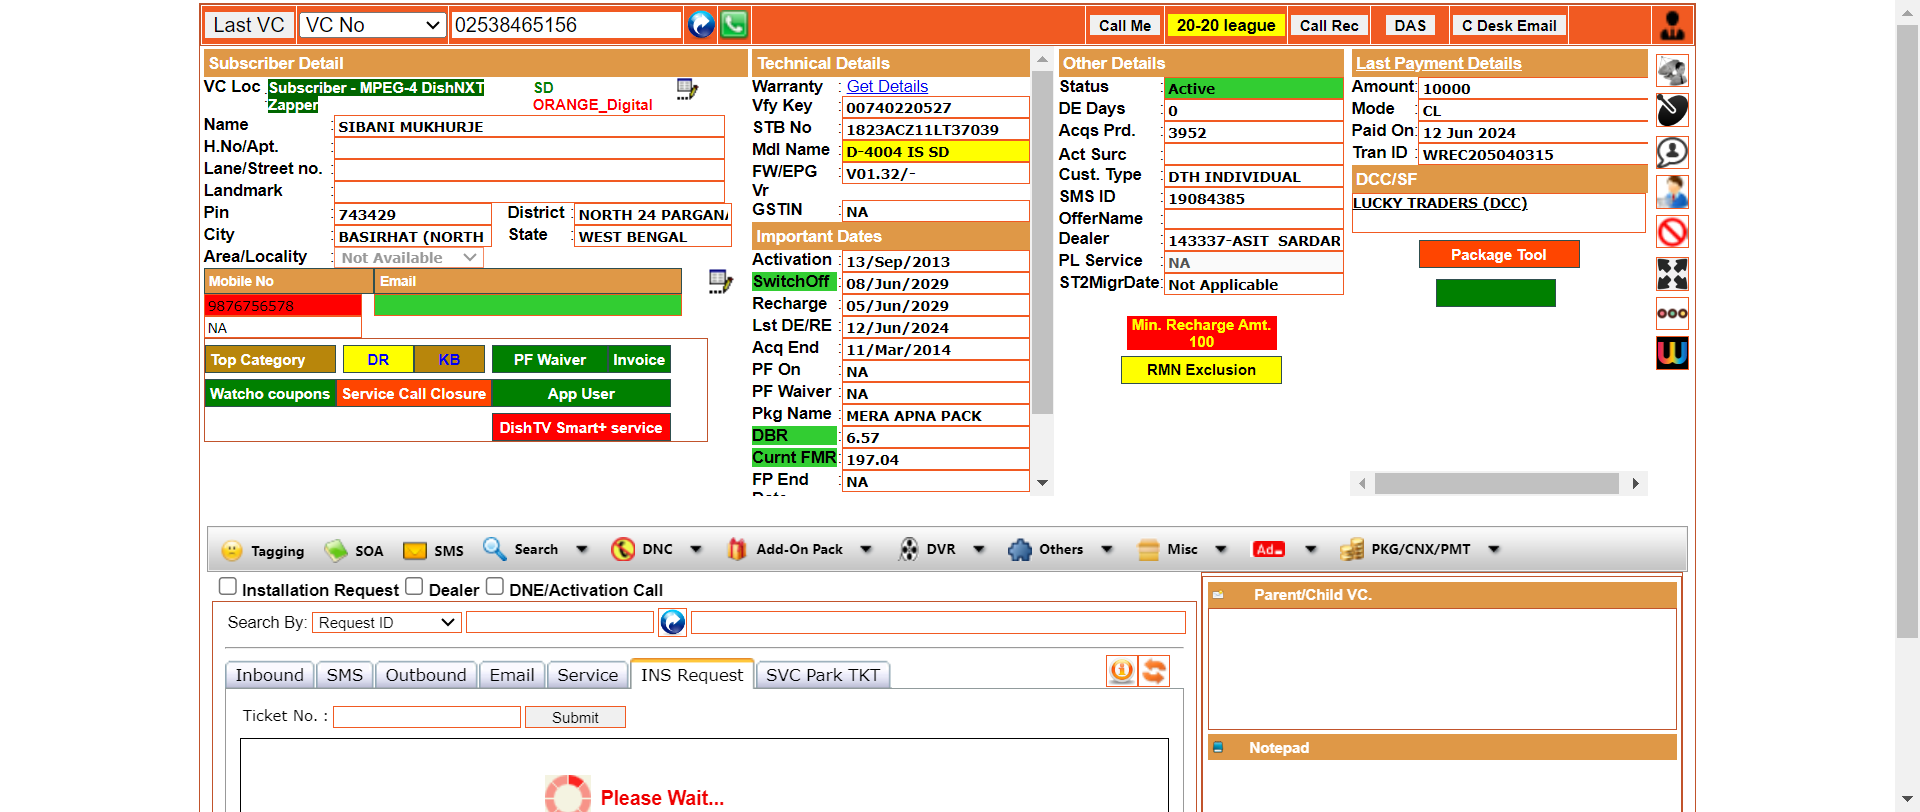 Last VC VC No 02538465156 Call Me 20-20 league Call Rec DAS C Desk Email
Subscriber Detail
VC Loc : Subscriber - MPEG-4 DishNXT Zapper SD ORANGE_Digital
Name : SIBANI MUKHURJE
H.No/Apt. :
Lane/Street no. :
Landmark :
Pin : 743429 District : NORTH 24 PARGANA
City : BASIRHAT (NORTH State : WEST BENGAL
Area/Locality : Not Available
Mobile No Email
9876756578
NA
Top Category DR KB PF Waiver Invoice
Watcho coupons Service Call Closure App User
DishTV Smart+ service
Technical Details
Warranty : Get Details
Vfy Key : 00740220527
STB No : 1823ACZ11LT37039
Mdl Name : D-4004 IS SD
FW/EPG Vr : V01.32/-
GSTIN : NA
Important Dates
Activation : 13/Sep/2013
SwitchOff : 08/Jun/2029
Recharge : 05/Jun/2029
Lst DE/RE : 12/Jun/2024
Acq End : 11/Mar/2014
PF On : NA
PF Waiver : NA
Pkg Name : MERA APNA PACK
DBR : 6.57
Curnt FMR : 197.04
FP End Date : NA
Other Details
Status : Active
DE Days : 0
Acqs Prd. : 3952
Act Surc :
Cust. Type : DTH INDIVIDUAL
SMS ID : 19084385
OfferName :
Dealer : 143337-ASIT SARDAR
PL Service : NA
ST2MigrDate: Not Applicable
Min. Recharge Amt. 100
RMN Exclusion
Last Payment Details
Amount: 10000
Mode : CL
Paid On: 12 Jun 2024
Tran ID : WREC205040315
DCC/SF
LUCKY TRADERS (DCC)
Package Tool
Tagging SOA SMS Search DNC Add-On Pack DVR Others Misc Ad PKG/CNX/PMT
Installation Request Dealer DNE/Activation Call
Search By: Request ID
Inbound SMS Outbound Email Service INS Request SVC Park TKT
Ticket No. : Submit
Please Wait...
Parent/Child VC.
Notepad